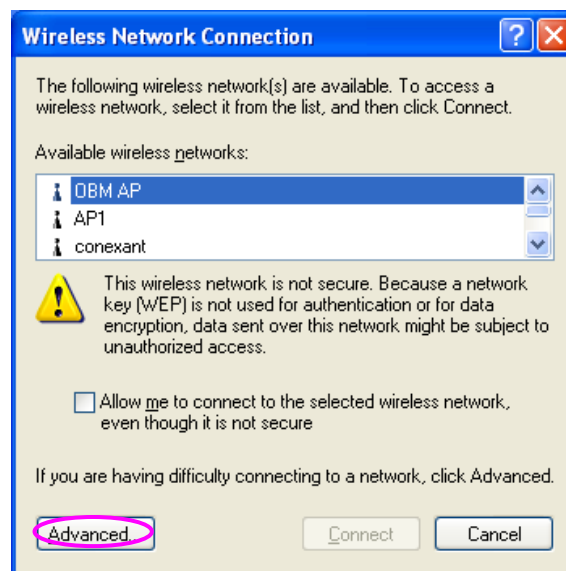 Wireless Network Connection
The following wireless network(s) are available. To access a
wireless network, select it from the list, and then click Connect.
Available wireless networks:
OBM AP
AP1
conexant
This wireless network is not secure. Because a network
key (WEP) is not used for authentication or for data
encryption, data sent over this network might be subject to
unauthorized access.
Allow me to connect to the selected wireless network,
even though it is not secure
If you are having difficulty connecting to a network, click Advanced.
Advanced...
Connect
Cancel